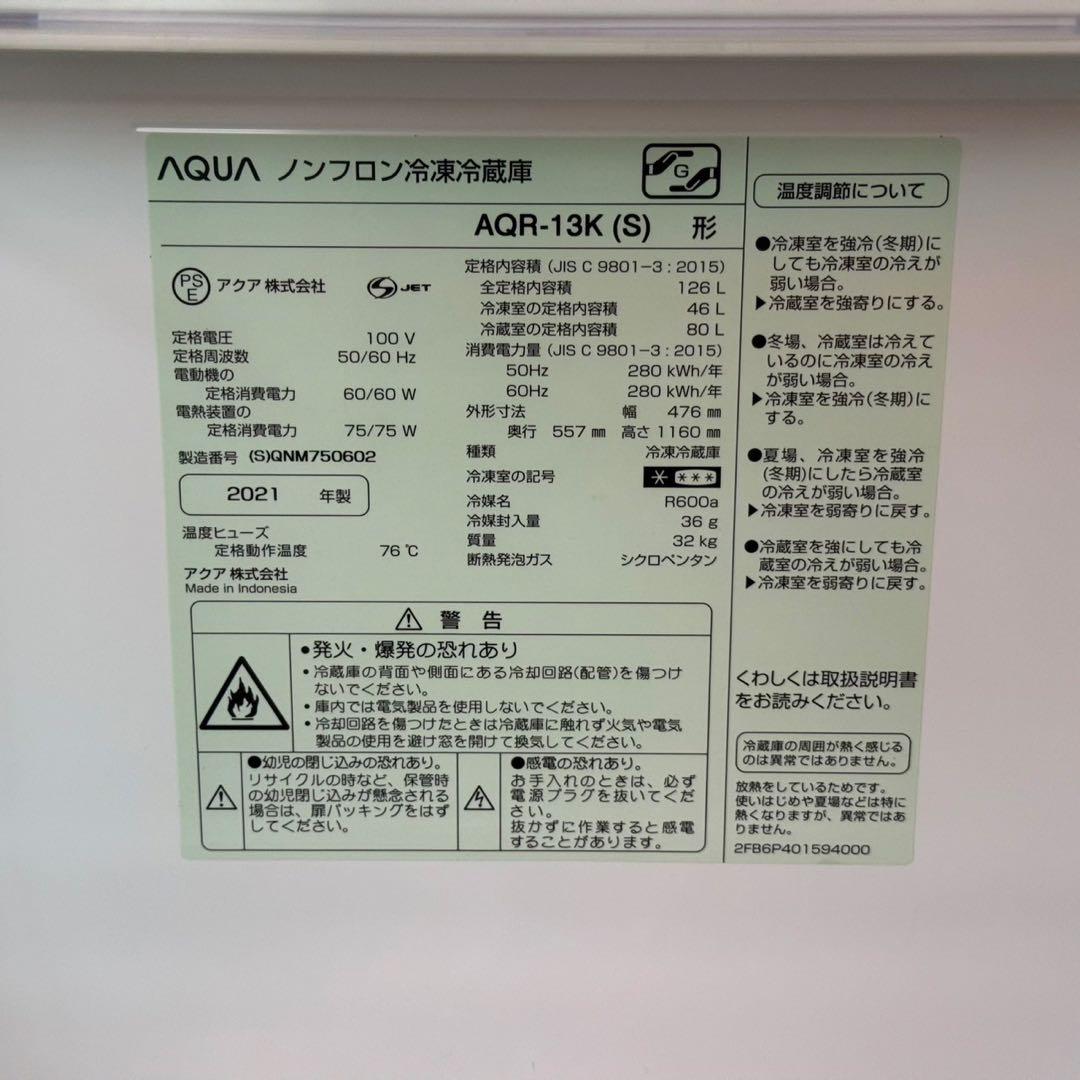 AQUA ノンフロン冷凍冷蔵庫
G
AQR-13K (S) 形
PS
E
アクア 株式会社
S JET
定格電圧 100 V
定格周波数 50/60 Hz
電動機の
定格消費電力 60/60 W
電熱装置の
定格消費電力 75/75 W
製造番号 (S)QNM750602
2021 年製
温度ヒューズ
定格動作温度 76 ℃
アクア 株式会社
Made in Indonesia
定格内容積 (JIS C 9801-3 : 2015)
全定格内容積 126 L
冷凍室の定格内容積 46 L
冷蔵室の定格内容積 80 L
消費電力量 (JIS C 9801-3 : 2015)
50Hz 280 kWh/年
60Hz 280 kWh/年
外形寸法 幅 476 ㎜
奥行 557 ㎜ 高さ 1160 ㎜
種類 冷凍冷蔵庫
冷凍室の記号 * ***
冷媒名 R600a
冷媒封入量 36 g
質量 32 kg
断熱発泡ガス シクロペンタン
警 告
●発火・爆発の恐れあり
・冷蔵庫の背面や側面にある冷却回路(配管)を傷つけ
ないでください。
・庫内では電気製品を使用しないでください。
・冷却回路を傷つけたときは冷蔵庫に触れず火気や電気
製品の使用を避け窓を開けて換気してください。
●幼児の閉じ込みの恐れあり。
リサイクルの時など、保管時
の幼児閉じ込みが懸念される
場合は、扉パッキングをはず
してください。
●感電の恐れあり。
お手入れのときは、必ず
電源プラグを抜いてくだ
さい。
抜かずに作業すると感電
することがあります。
温度調節について
●冷凍室を強冷(冬期)に
しても冷凍室の冷えが
弱い場合。
▶冷蔵室を強寄りにする。
●冬場、冷蔵室は冷えて
いるのに冷凍室の冷え
が弱い場合。
▶冷凍室を強冷(冬期)に
する。
●夏場、冷凍室を強冷
(冬期)にしたら冷蔵室
の冷えが弱い場合。
▶冷凍室を弱寄りに戻す。
●冷蔵室を強にしても冷
蔵室の冷えが弱い場合。
▶冷凍室を弱寄りに戻す。
くわしくは取扱説明書
をお読みください。
冷蔵庫の周囲が熱く感じる
のは異常ではありません。
放熱をしているためです。
使いはじめや夏場などは特に
熱くなりますが、異常ではあ
りません。
2FB6P401594000